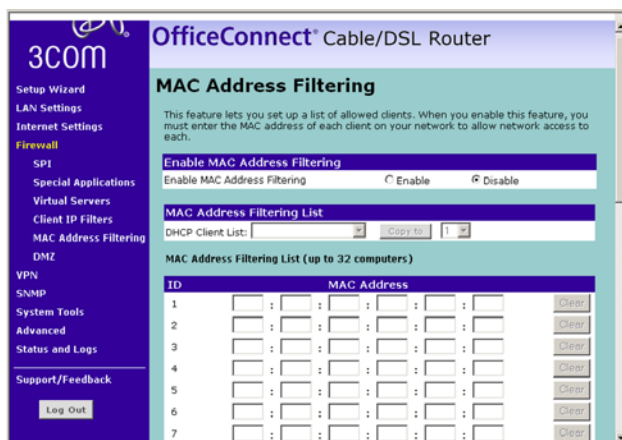 3COM
OfficeConnect® Cable/DSL Router
Setup Wizard
LAN Settings
Internet Settings
Firewall
SPI
Special Applications
Virtual Servers
Client IP Filters
MAC Address Filtering
DMZ
VPN
SNMP
System Tools
Advanced
Status and Logs
Support/Feedback
Log Out
MAC Address Filtering
This feature lets you set up a list of allowed clients. When you enable this feature, you
must enter the MAC address of each client on your network to allow network access to
each.
Enable MAC Address Filtering
Enable MAC Address Filtering Enable Disable
MAC Address Filtering List
DHCP Client List: Copy to 1
MAC Address Filtering List (up to 32 computers)
ID MAC Address
1 : : : : : Clear
2 : : : : : Clear
3 : : : : : Clear
4 : : : : : Clear
5 : : : : : Clear
6 : : : : : Clear
7 : : : : : Clear